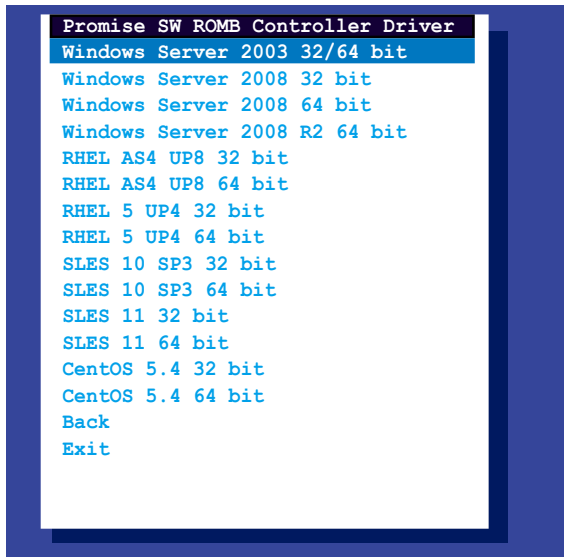 Promise SW ROMB Controller Driver
Windows Server 2003 32/64 bit
Windows Server 2008 32 bit
Windows Server 2008 64 bit
Windows Server 2008 R2 64 bit
RHEL AS4 UP8 32 bit
RHEL AS4 UP8 64 bit
RHEL 5 UP4 32 bit
RHEL 5 UP4 64 bit
SLES 10 SP3 32 bit
SLES 10 SP3 64 bit
SLES 11 32 bit
SLES 11 64 bit
CentOS 5.4 32 bit
CentOS 5.4 64 bit
Back
Exit